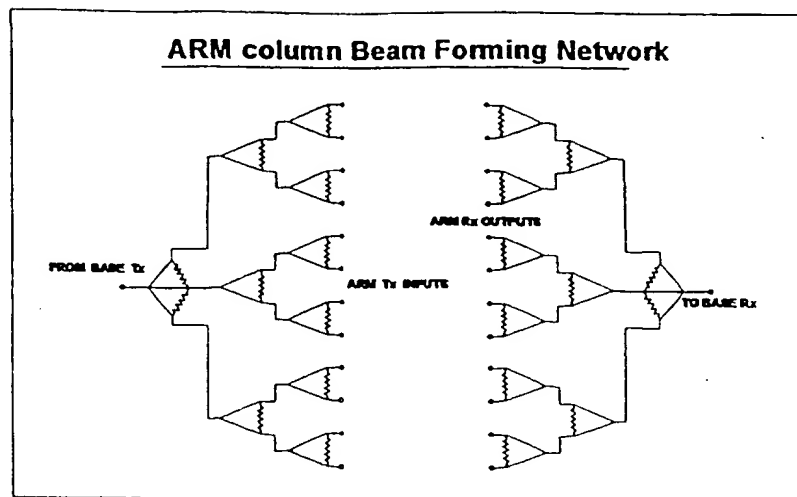 ARM column Beam Forming Network
ARM Rx OUTPUTS
FROM BASE Tx
ARM Tx INPUTS
TO BASE Rx